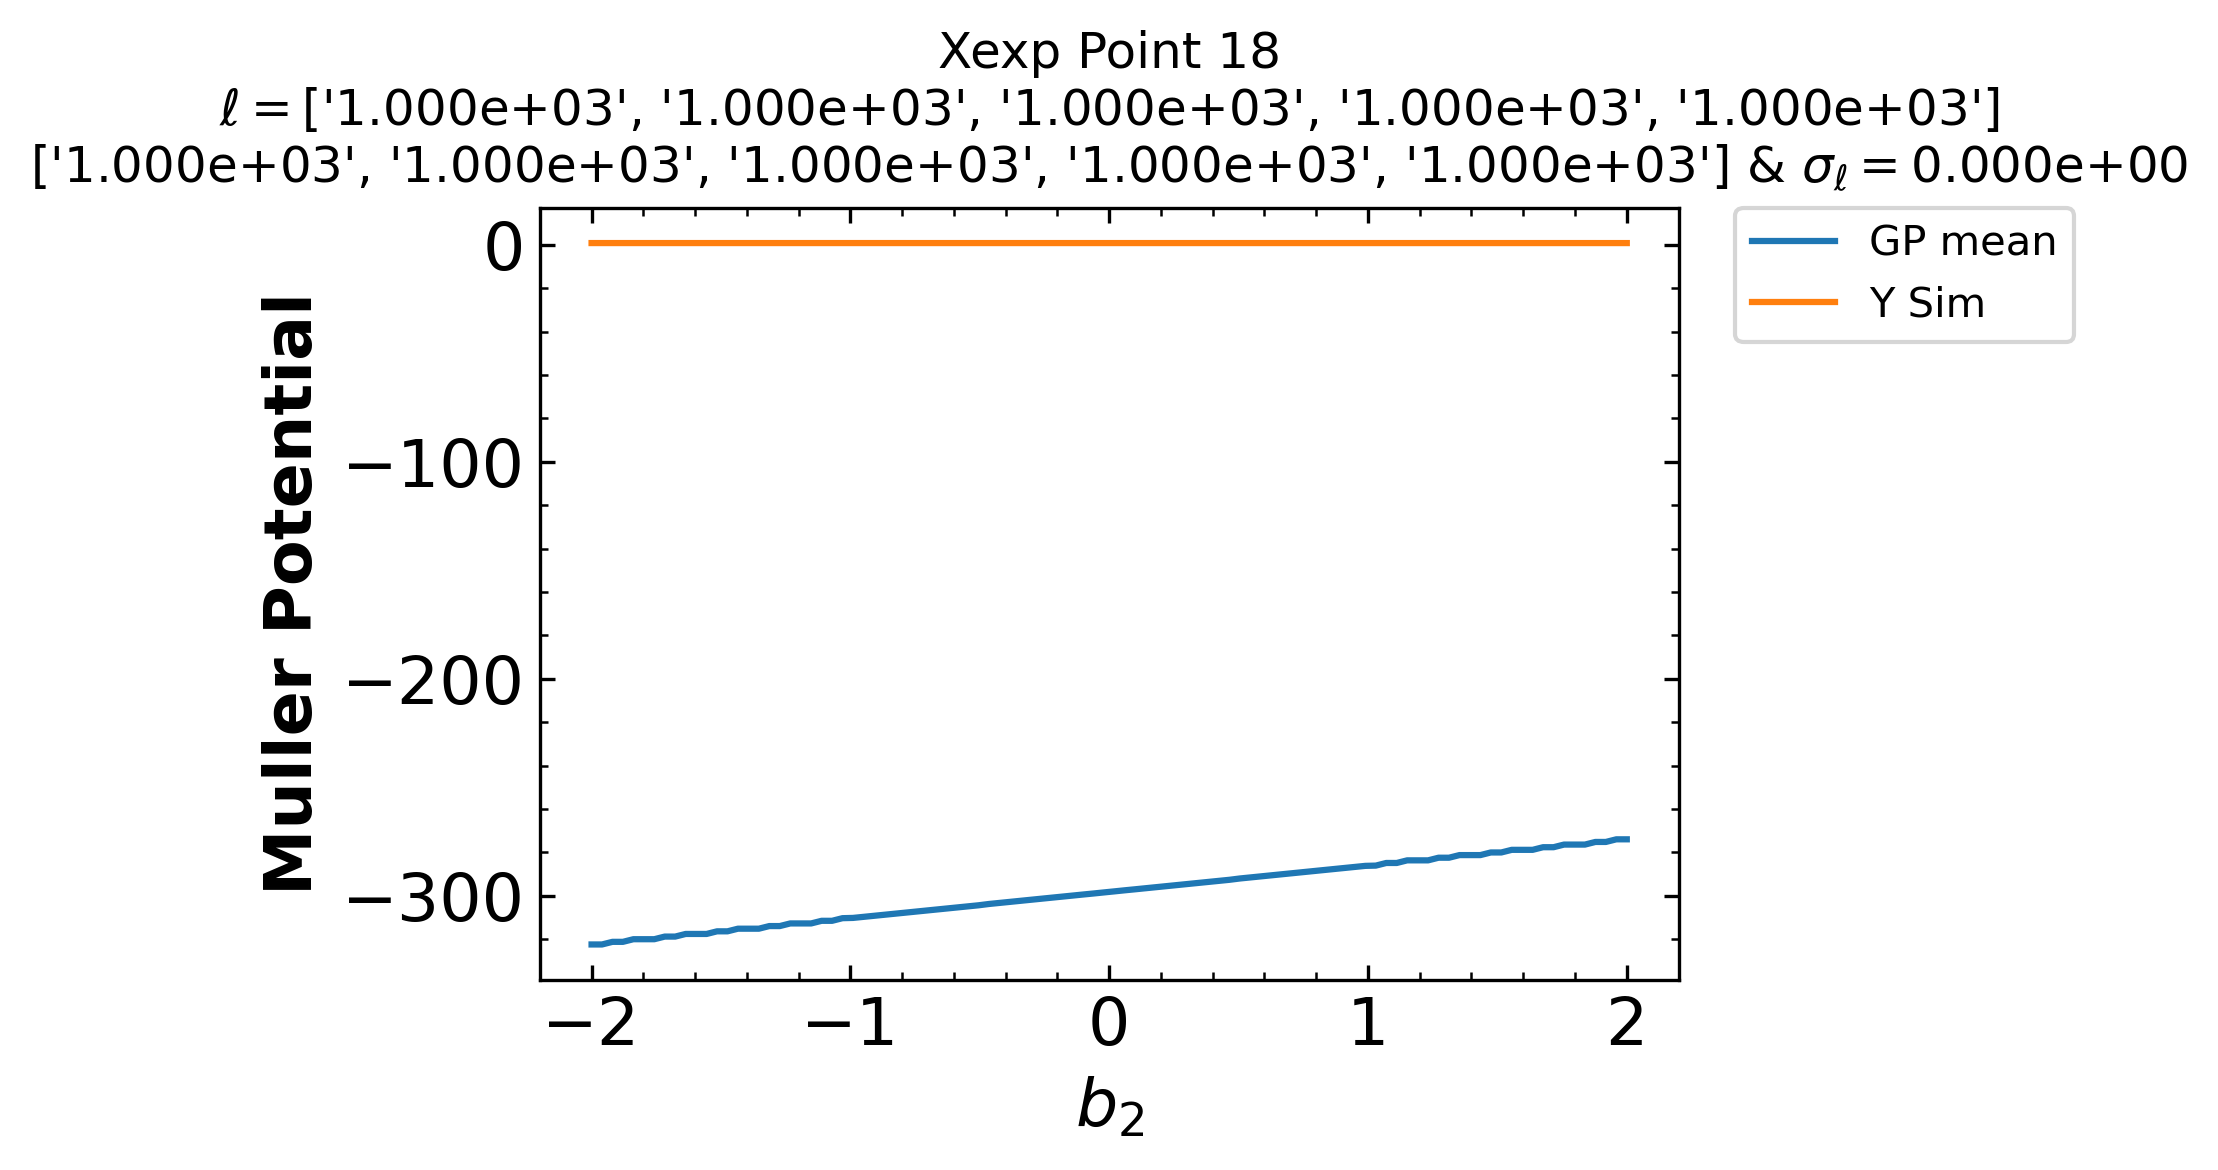 Xexp Point 18
ℓ = ['1.000e+03', '1.000e+03', '1.000e+03', '1.000e+03', '1.000e+03']
['1.000e+03', '1.000e+03', '1.000e+03', '1.000e+03', '1.000e+03'] & σℓ = 0.000e+00
GP mean
Y Sim
Muller Potential
0
−100
−200
−300
−2
−1
0
1
2
b₂